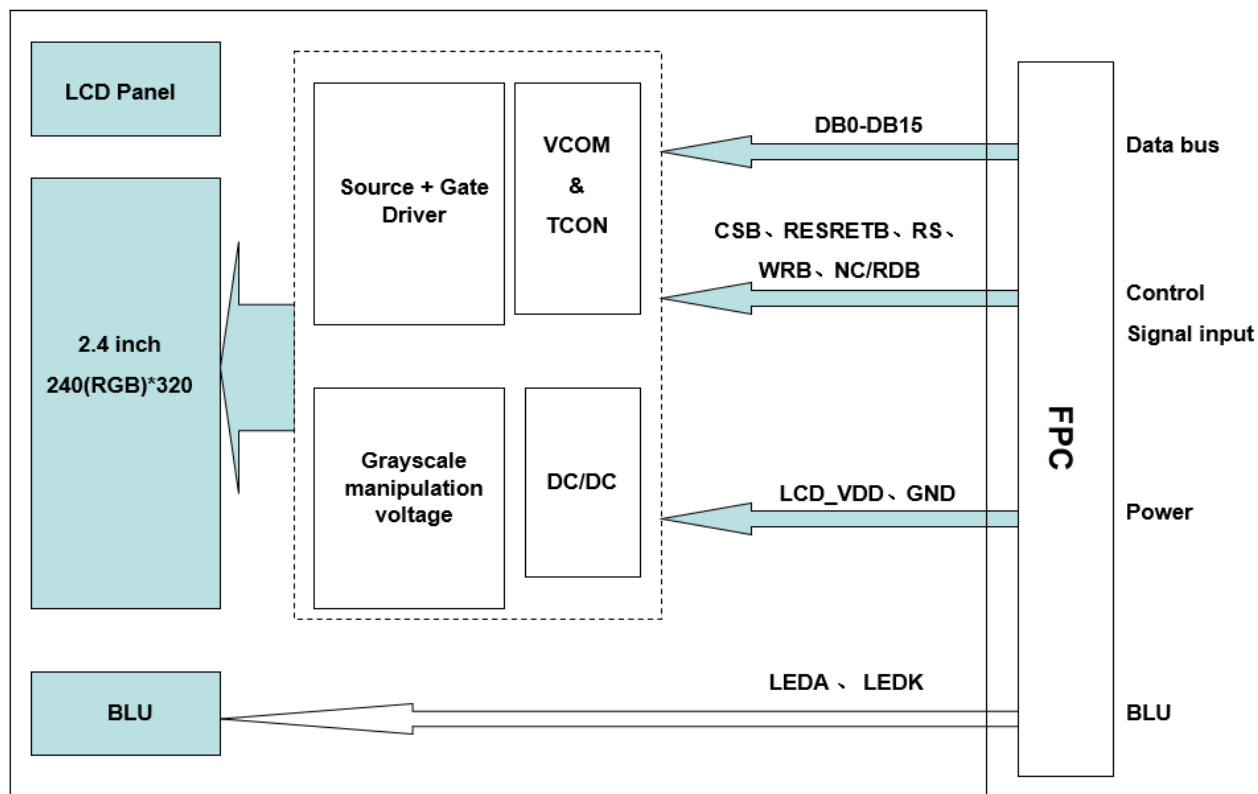 LCD Panel
2.4 inch
240(RGB)*320
BLU
Source + Gate
Driver
VCOM
&
TCON
Grayscale
manipulation
voltage
DC/DC
DB0-DB15
CSB、RESRETB、RS、
WRB、NC/RDB
LCD_VDD、GND
LEDA 、 LEDK
FPC
Data bus
Control
Signal input
Power
BLU